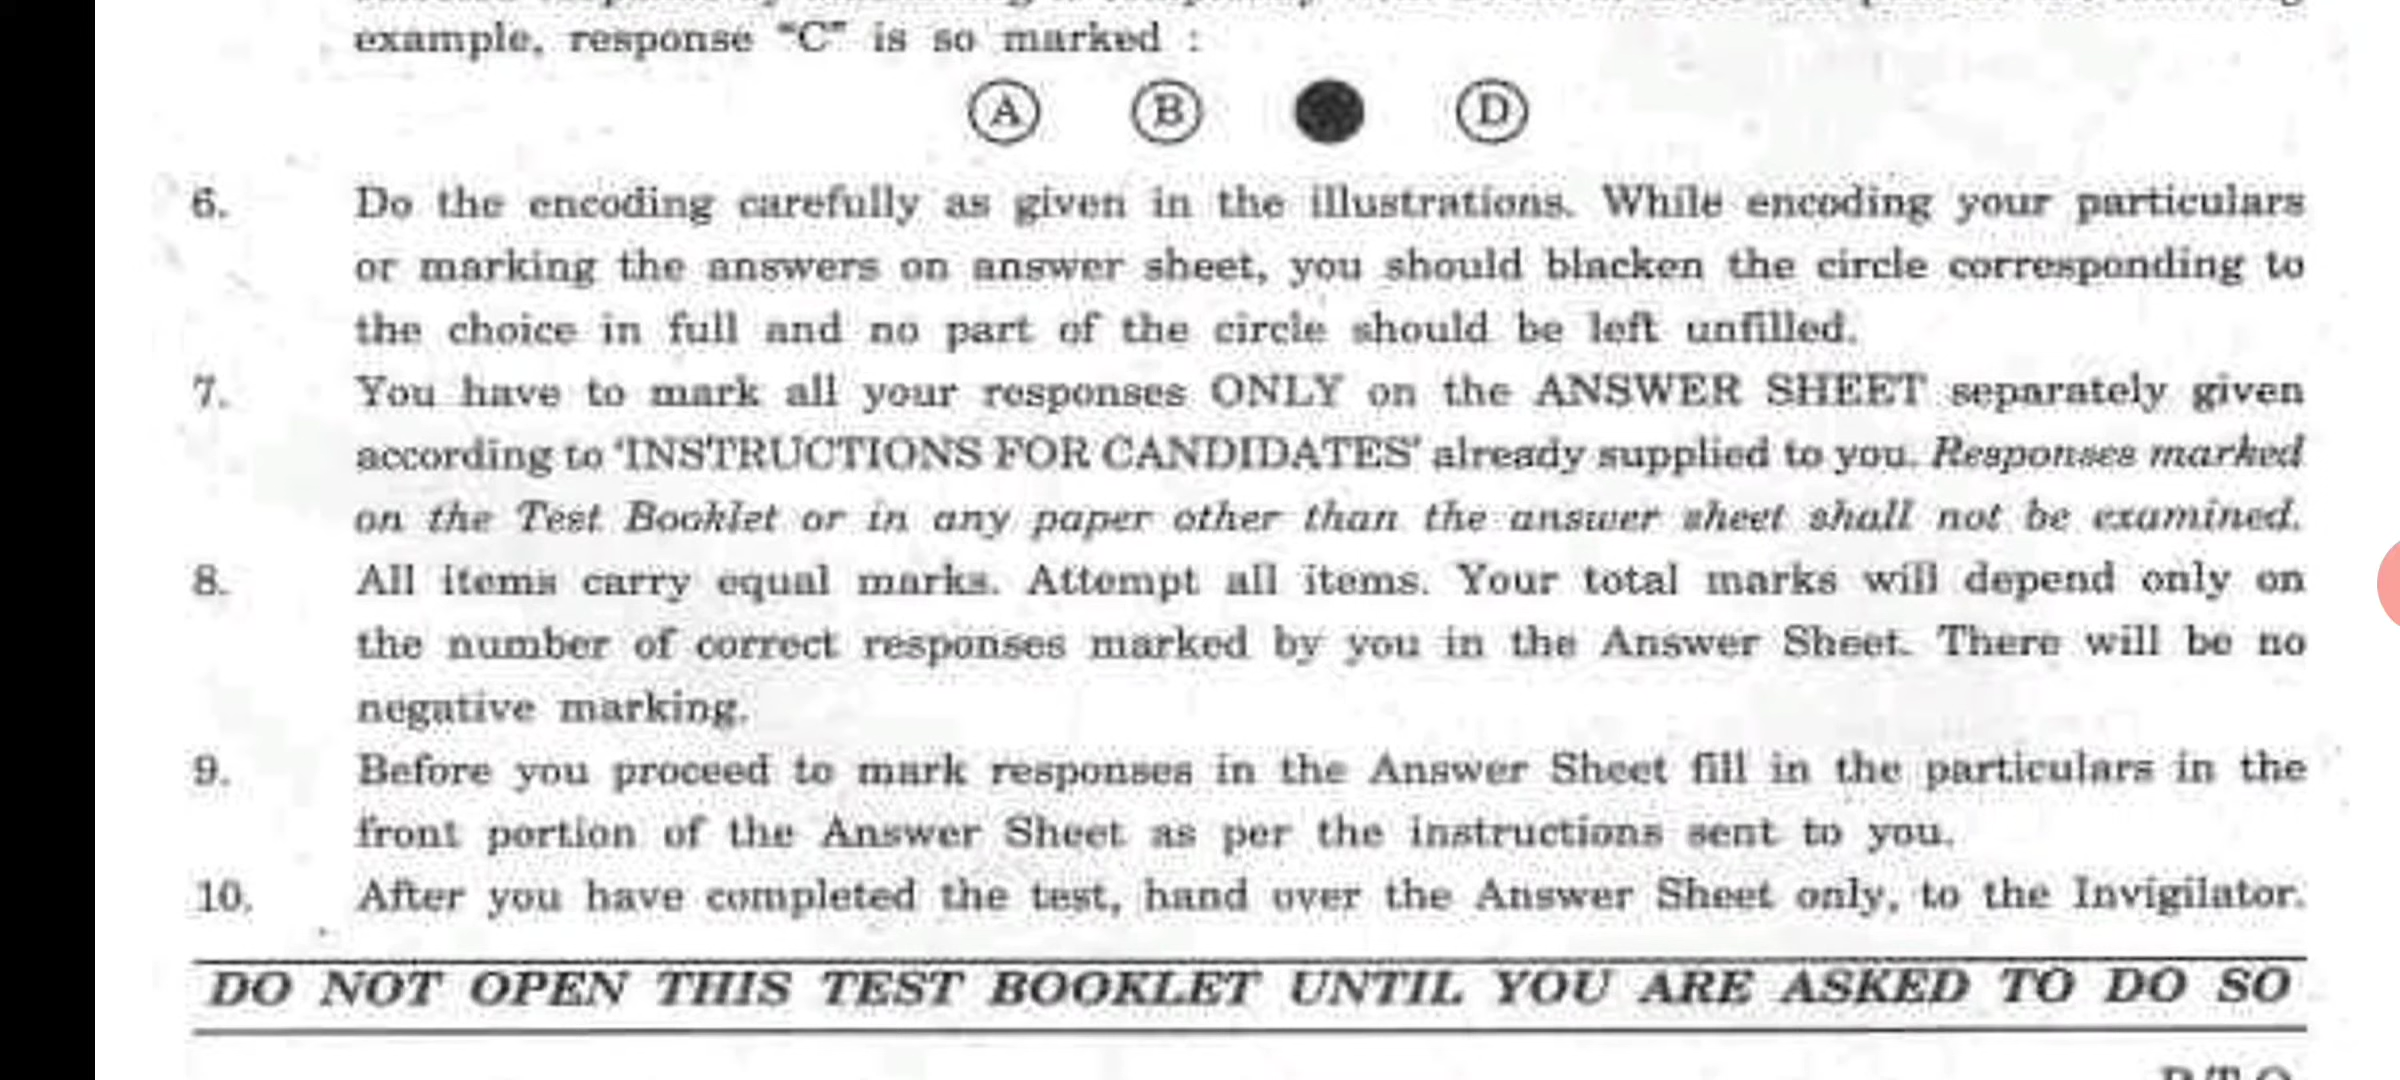 example, response "C" is so marked :
A B D
6. Do the encoding carefully as given in the illustrations. While encoding your particulars
or marking the answers on answer sheet, you should blacken the circle corresponding to
the choice in full and no part of the circle should be left unfilled.
7. You have to mark all your responses ONLY on the ANSWER SHEET separately given
according to 'INSTRUCTIONS FOR CANDIDATES' already supplied to you. Responses marked
on the Test Booklet or in any paper other than the answer sheet shall not be examined.
8. All items carry equal marks. Attempt all items. Your total marks will depend only on
the number of correct responses marked by you in the Answer Sheet. There will be no
negative marking.
9. Before you proceed to mark responses in the Answer Sheet fill in the particulars in the
front portion of the Answer Sheet as per the instructions sent to you.
10. After you have completed the test, hand over the Answer Sheet only, to the Invigilator.
DO NOT OPEN THIS TEST BOOKLET UNTIL YOU ARE ASKED TO DO SO